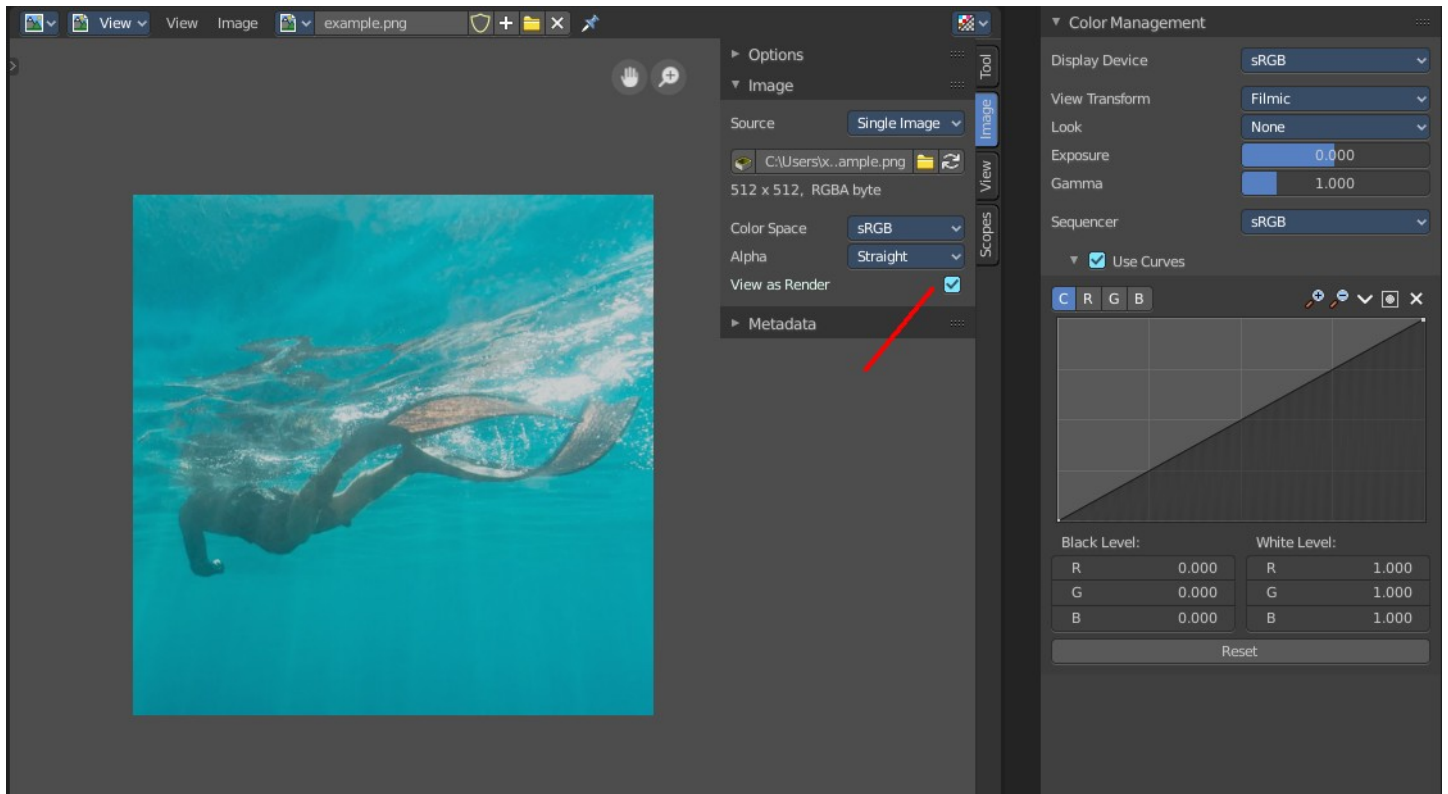 View View Image example.png
Options
Image
Source Single Image
C:\Users\x..ample.png
512 x 512, RGBA byte
Color Space sRGB
Alpha Straight
View as Render
Metadata
Tool
Image
View
Scopes
Color Management
Display Device sRGB
View Transform Filmic
Look None
Exposure 0.000
Gamma 1.000
Sequencer sRGB
Use Curves
C R G B
Black Level: White Level:
R 0.000 R 1.000
G 0.000 G 1.000
B 0.000 B 1.000
Reset